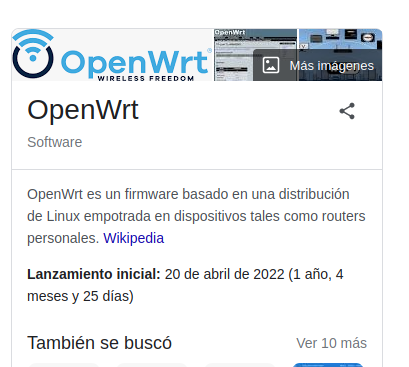 OpenWrt
WIRELESS FREEDOM
OpenWrt
Más imágenes
OpenWrt
Software
OpenWrt es un firmware basado en una distribución
de Linux empotrada en dispositivos tales como routers
personales. Wikipedia
Lanzamiento inicial: 20 de abril de 2022 (1 año, 4
meses y 25 días)
También se buscó
Ver 10 más